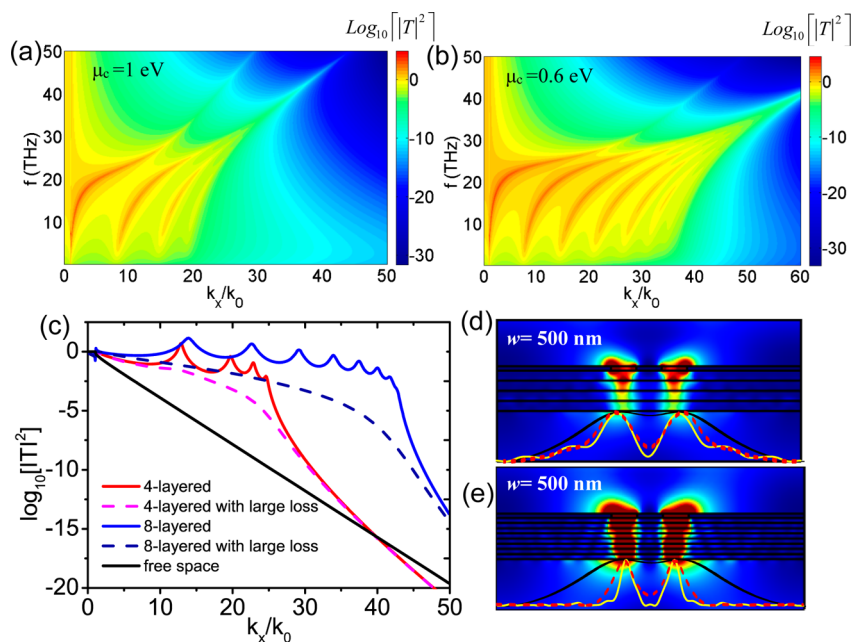 Log10⌈|T|²⌉ Log10⌈|T|²⌉
(a) μc =1 eV
(b) μc =0.6 eV
f (THz)
50
40
30
20
10
0 10 20 30 40 50
kx/k0
0
-10
-20
-30
f (THz)
50
40
30
20
10
0 10 20 30 40 50 60
kx/k0
0
-10
-20
-30
(c)
log10[|T|²]
0
-5
-10
-15
-20
4-layered
4-layered with large loss
8-layered
8-layered with large loss
free space
0 10 20 30 40 50
kx/k0
(d)
w= 500 nm
(e)
w= 500 nm